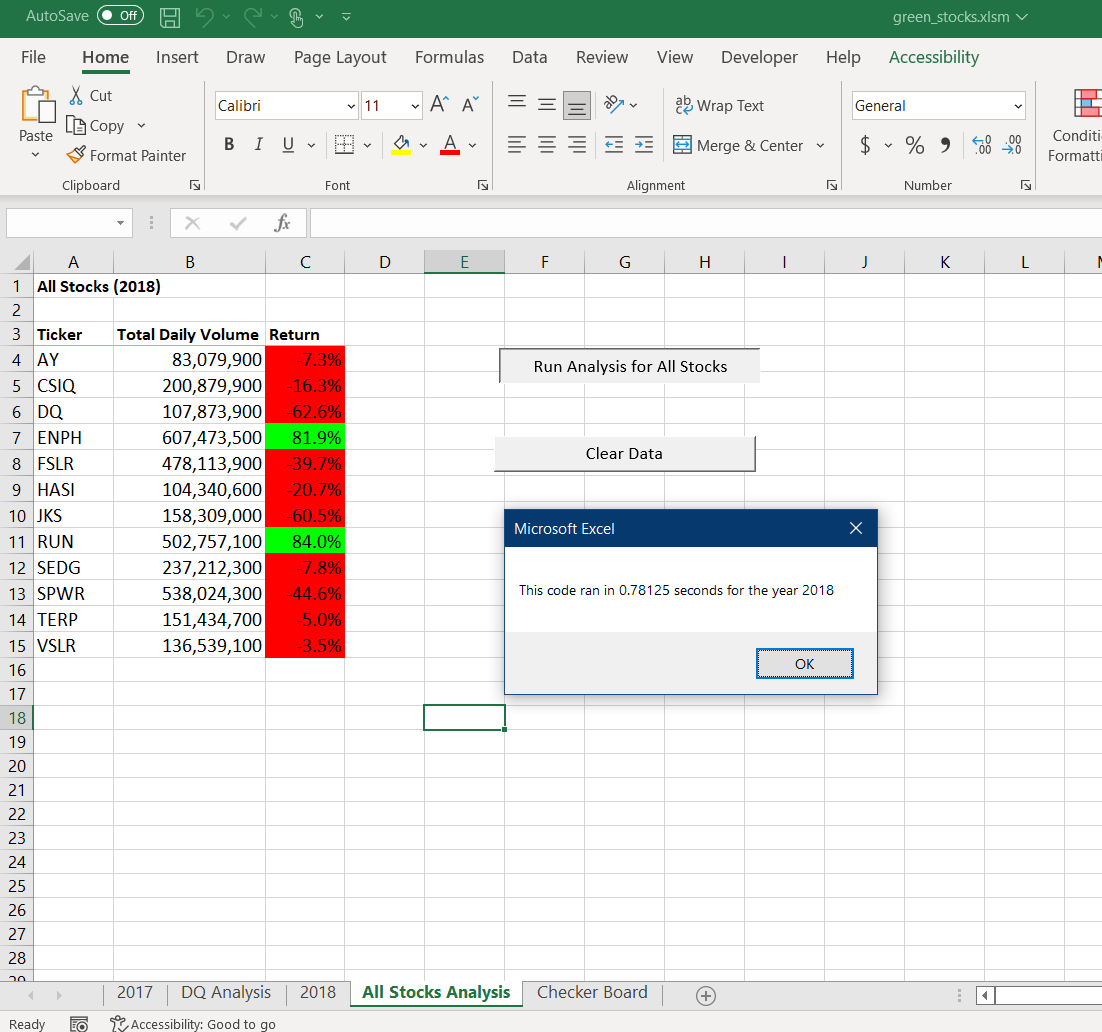 AutoSave Off green_stocks.xlsm
File Home Insert Draw Page Layout Formulas Data Review View Developer Help Accessibility
Paste Cut Copy Format Painter
Calibri 11
B I U A A A
ab Wrap Text
Merge & Center
General
$ % , .00 .00
Conditi
Formatti
Clipboard Font Alignment Number
fx
A B C D E F G H I J K L
1 All Stocks (2018)
2
3 Ticker Total Daily Volume Return
4 AY 83,079,900 -7.3%
5 CSIQ 200,879,900 -16.3%
6 DQ 107,873,900 -62.6%
7 ENPH 607,473,500 81.9%
8 FSLR 478,113,900 -39.7%
9 HASI 104,340,600 -20.7%
10 JKS 158,309,000 -60.5%
11 RUN 502,757,100 84.0%
12 SEDG 237,212,300 -7.8%
13 SPWR 538,024,300 -44.6%
14 TERP 151,434,700 -5.0%
15 VSLR 136,539,100 -3.5%
16
17
18
19
20
21
22
23
24
25
26
27
28
29
Run Analysis for All Stocks
Clear Data
Microsoft Excel
This code ran in 0.78125 seconds for the year 2018
OK
2017 DQ Analysis 2018 All Stocks Analysis Checker Board
Ready Accessibility: Good to go